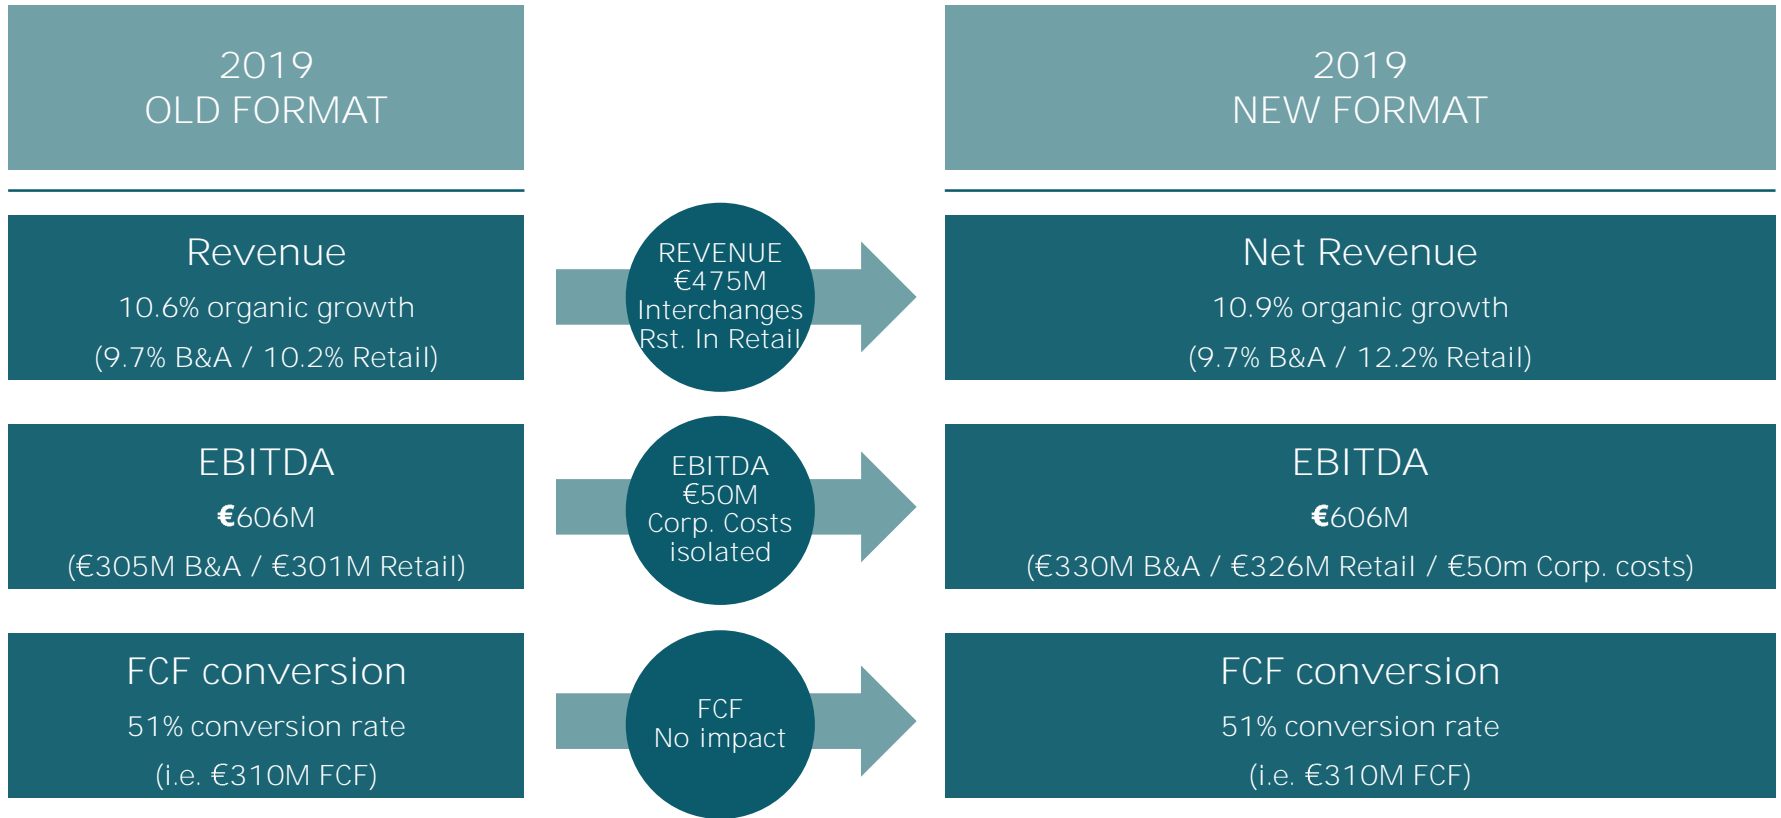 2019
OLD FORMAT
2019
NEW FORMAT
Revenue
10.6% organic growth
(9.7% B&A / 10.2% Retail)
REVENUE
€475M
Interchanges
Rst. In Retail
Net Revenue
10.9% organic growth
(9.7% B&A / 12.2% Retail)
EBITDA
€606M
(€305M B&A / €301M Retail)
EBITDA
€50M
Corp. Costs
isolated
EBITDA
€606M
(€330M B&A / €326M Retail / €50m Corp. costs)
FCF conversion
51% conversion rate
(i.e. €310M FCF)
FCF
No impact
FCF conversion
51% conversion rate
(i.e. €310M FCF)